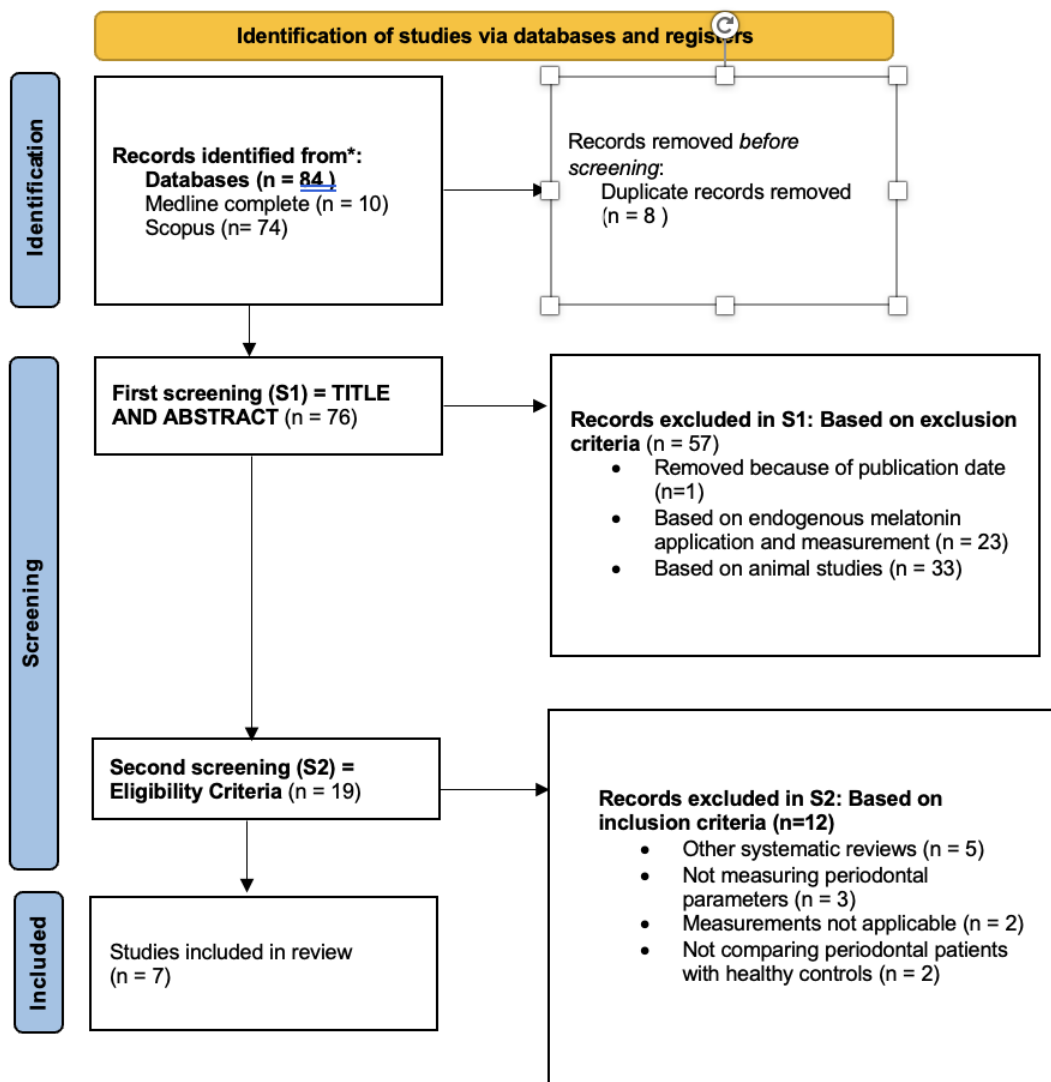 Identification of studies via databases and registers
Identification
Records identified from*:
Databases (n = 84 )
Medline complete (n = 10)
Scopus (n= 74)
Records removed before
screening:
Duplicate records removed
(n = 8 )
Screening
First screening (S1) = TITLE
AND ABSTRACT (n = 76)
Records excluded in S1: Based on exclusion
criteria (n = 57)
• Removed because of publication date
(n=1)
• Based on endogenous melatonin
application and measurement (n = 23)
• Based on animal studies (n = 33)
Second screening (S2) =
Eligibility Criteria (n = 19)
Records excluded in S2: Based on
inclusion criteria (n=12)
• Other systematic reviews (n = 5)
• Not measuring periodontal
parameters (n = 3)
• Measurements not applicable (n = 2)
• Not comparing periodontal patients
with healthy controls (n = 2)
Included
Studies included in review
(n = 7)